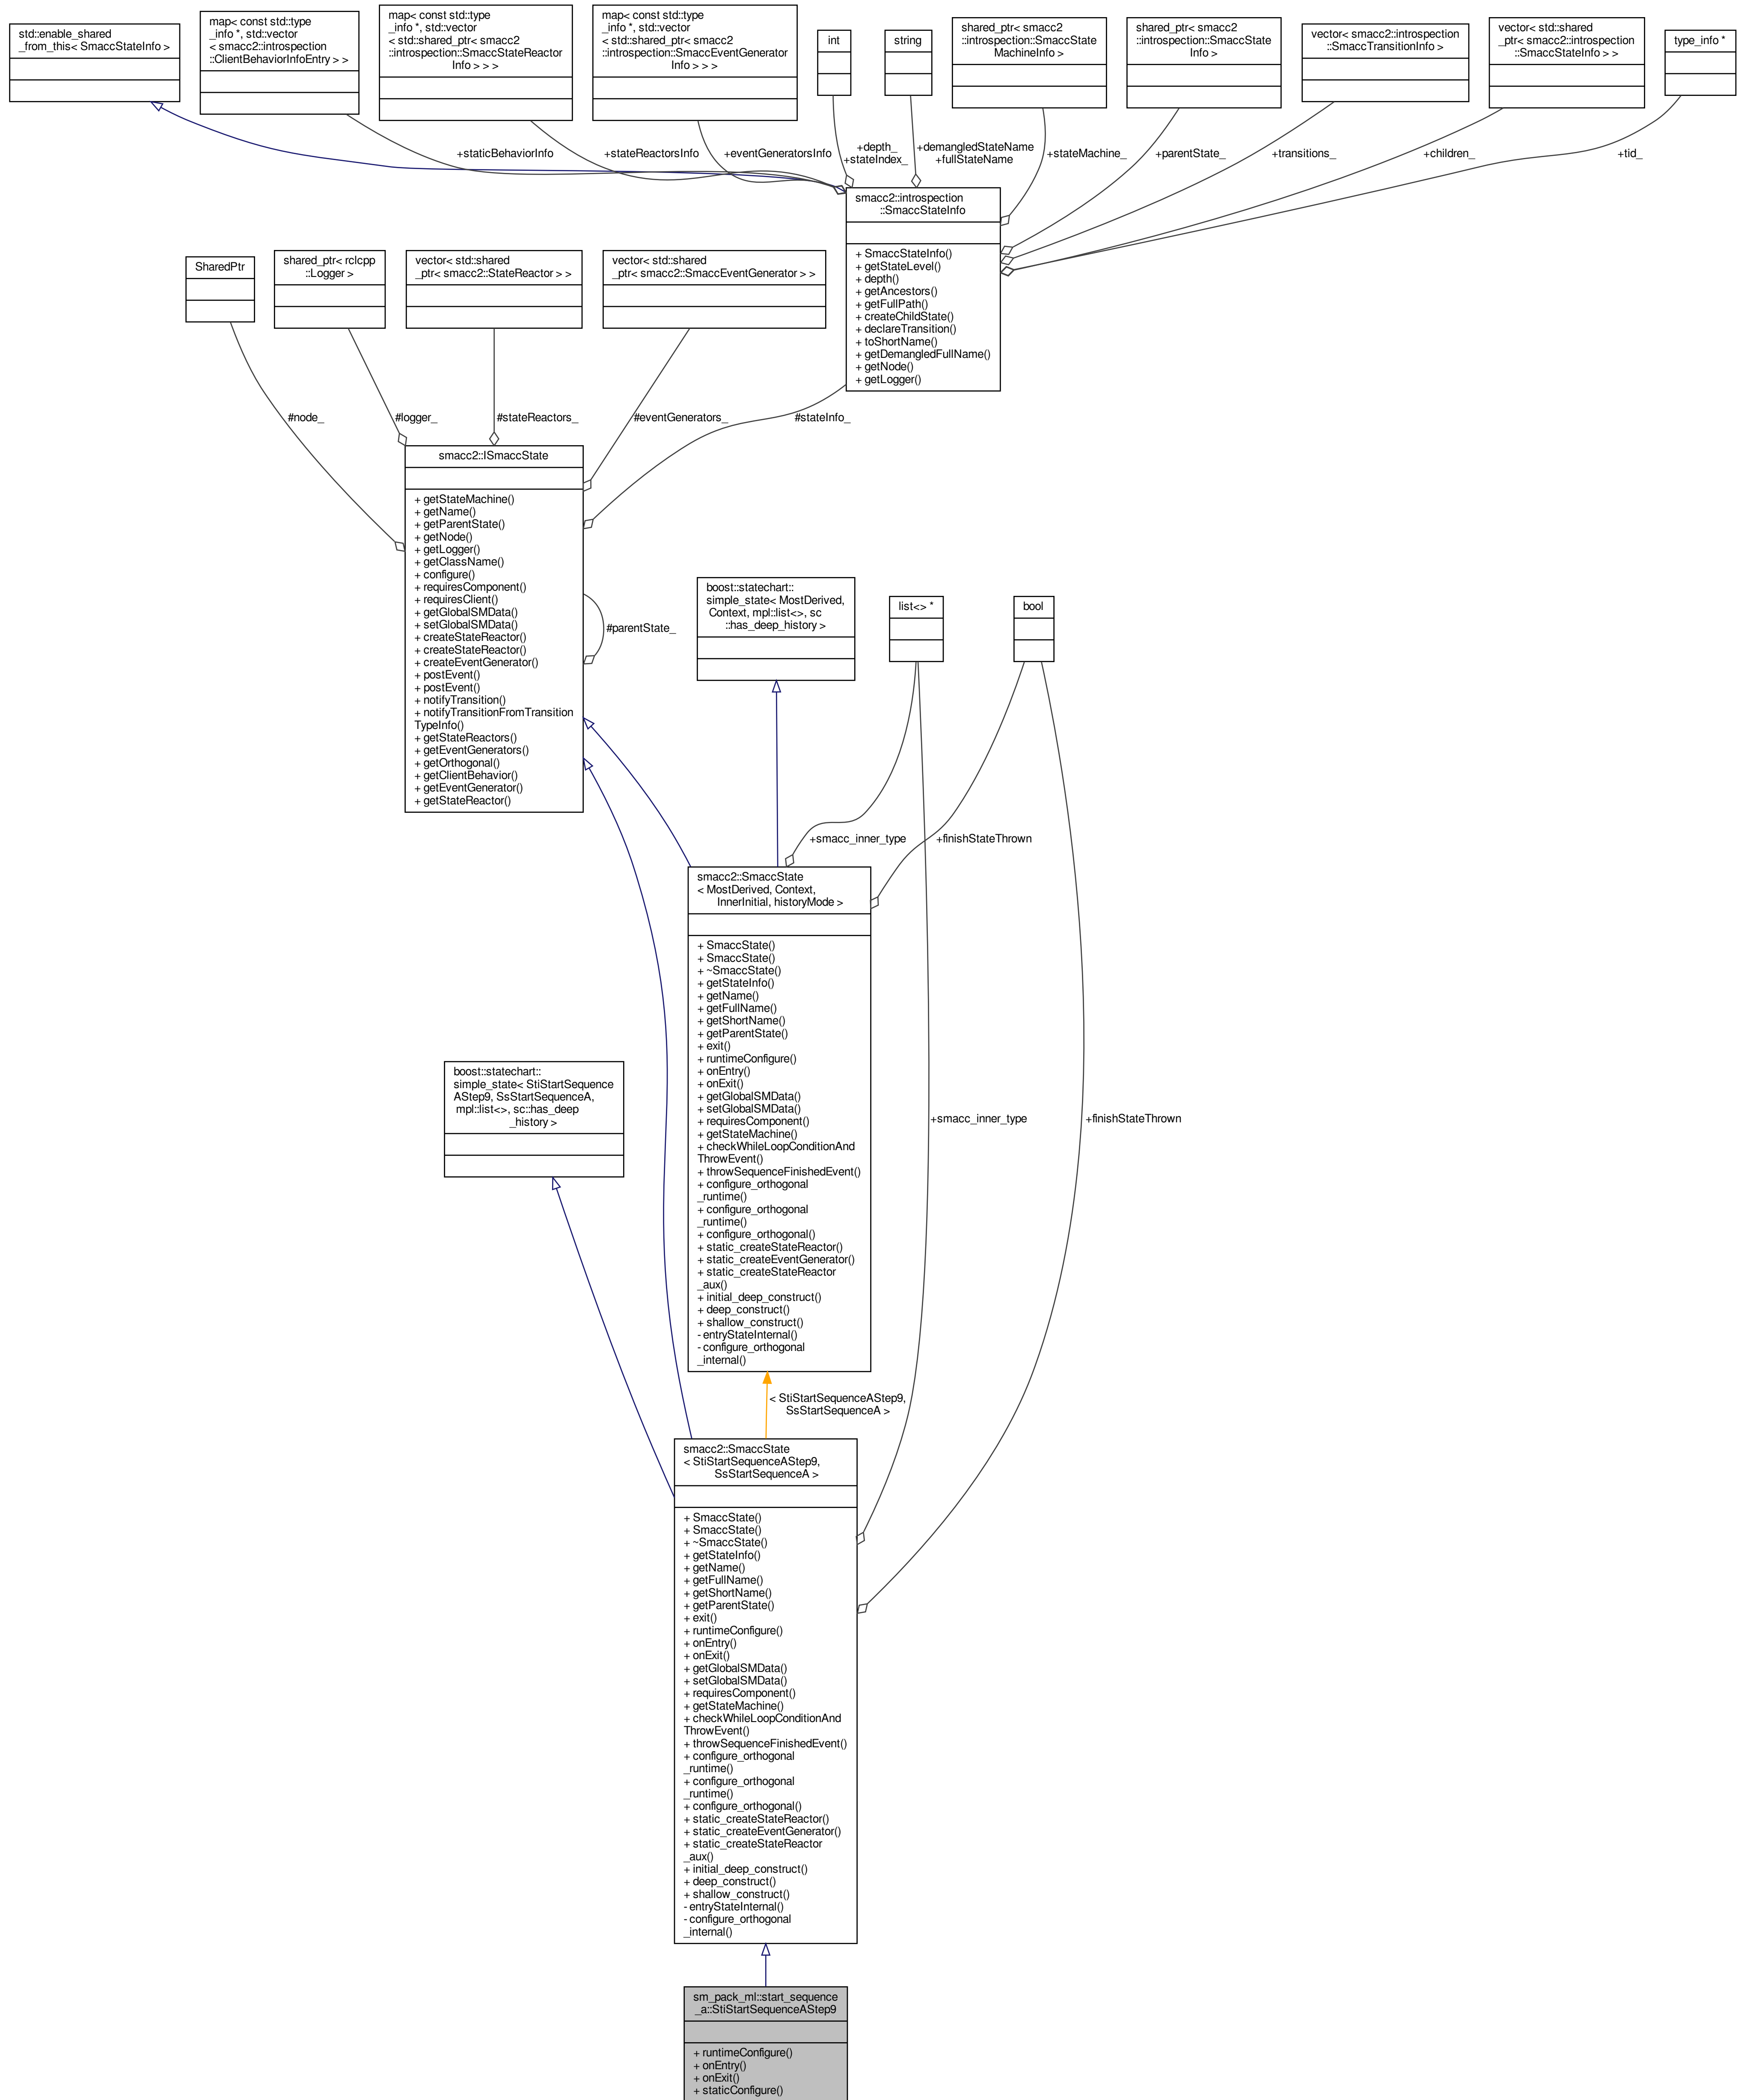 std::enable_shared
_from_this< SmaccStateInfo >
map< const std::type
_info *, std::vector
< smacc2::introspection
::ClientBehaviorInfoEntry > >
map< const std::type
_info *, std::vector
< std::shared_ptr< smacc2
::introspection::SmaccStateReactor
Info > > >
map< const std::type
_info *, std::vector
< std::shared_ptr< smacc2
::introspection::SmaccEventGenerator
Info > > >
int
string
shared_ptr< smacc2
::introspection::SmaccState
MachineInfo >
shared_ptr< smacc2
::introspection::SmaccState
Info >
vector< smacc2::introspection
::SmaccTransitionInfo >
vector< std::shared
_ptr< smacc2::introspection
::SmaccStateInfo > >
type_info *
+staticBehaviorInfo
+stateReactorsInfo
+eventGeneratorsInfo
+depth_
+stateIndex_
+demangledStateName
+fullStateName
+stateMachine_
+parentState_
+transitions_
+children_
+tid_
smacc2::introspection
::SmaccStateInfo
+ SmaccStateInfo()
+ getStateLevel()
+ depth()
+ getAncestors()
+ getFullPath()
+ createChildState()
+ declareTransition()
+ toShortName()
+ getDemangledFullName()
+ getNode()
+ getLogger()
SharedPtr
shared_ptr< rclcpp
::Logger >
vector< std::shared
_ptr< smacc2::StateReactor > >
vector< std::shared
_ptr< smacc2::SmaccEventGenerator > >
#node_
#logger_
#stateReactors_
#eventGenerators_
#stateInfo_
smacc2::ISmaccState
+ getStateMachine()
+ getName()
+ getParentState()
+ getNode()
+ getLogger()
+ getClassName()
+ configure()
+ requiresComponent()
+ requiresClient()
+ getGlobalSMData()
+ setGlobalSMData()
+ createStateReactor()
+ createStateReactor()
+ createEventGenerator()
+ postEvent()
+ postEvent()
+ notifyTransition()
+ notifyTransitionFromTransition
TypeInfo()
+ getStateReactors()
+ getEventGenerators()
+ getOrthogonal()
+ getClientBehavior()
+ getEventGenerator()
+ getStateReactor()
#parentState_
boost::statechart::
simple_state< MostDerived,
Context, mpl::list<>, sc
::has_deep_history >
list<> *
bool
+smacc_inner_type
+finishStateThrown
smacc2::SmaccState
< MostDerived, Context,
InnerInitial, historyMode >
+ SmaccState()
+ SmaccState()
+ ~SmaccState()
+ getStateInfo()
+ getName()
+ getFullName()
+ getShortName()
+ getParentState()
+ exit()
+ runtimeConfigure()
+ onEntry()
+ onExit()
+ getGlobalSMData()
+ setGlobalSMData()
+ requiresComponent()
+ getStateMachine()
+ checkWhileLoopConditionAnd
ThrowEvent()
+ throwSequenceFinishedEvent()
+ configure_orthogonal
_runtime()
+ configure_orthogonal
_runtime()
+ configure_orthogonal()
+ static_createStateReactor()
+ static_createEventGenerator()
+ static_createStateReactor
_aux()
+ initial_deep_construct()
+ deep_construct()
+ shallow_construct()
- entryStateInternal()
- configure_orthogonal
_internal()
boost::statechart::
simple_state< StiStartSequence
AStep9, SsStartSequenceA,
mpl::list<>, sc::has_deep
_history >
+smacc_inner_type
+finishStateThrown
< StiStartSequenceAStep9,
SsStartSequenceA >
smacc2::SmaccState
< StiStartSequenceAStep9,
SsStartSequenceA >
+ SmaccState()
+ SmaccState()
+ ~SmaccState()
+ getStateInfo()
+ getName()
+ getFullName()
+ getShortName()
+ getParentState()
+ exit()
+ runtimeConfigure()
+ onEntry()
+ onExit()
+ getGlobalSMData()
+ setGlobalSMData()
+ requiresComponent()
+ getStateMachine()
+ checkWhileLoopConditionAnd
ThrowEvent()
+ throwSequenceFinishedEvent()
+ configure_orthogonal
_runtime()
+ configure_orthogonal
_runtime()
+ configure_orthogonal()
+ static_createStateReactor()
+ static_createEventGenerator()
+ static_createStateReactor
_aux()
+ initial_deep_construct()
+ deep_construct()
+ shallow_construct()
- entryStateInternal()
- configure_orthogonal
_internal()
sm_pack_ml::start_sequence
_a::StiStartSequenceAStep9
+ runtimeConfigure()
+ onEntry()
+ onExit()
+ staticConfigure()